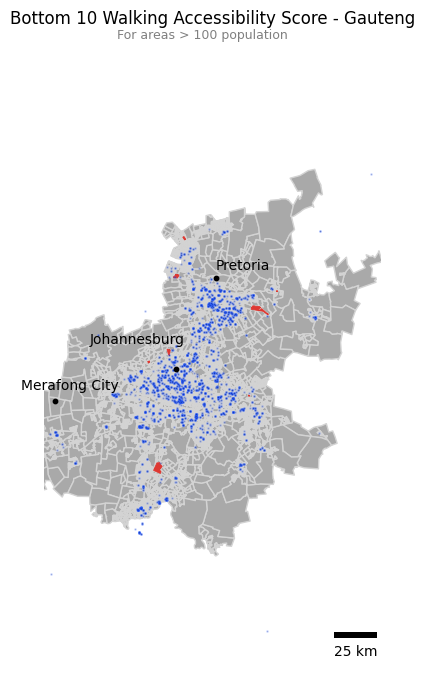 Bottom 10 Walking Accessibility Score - Gauteng
For areas > 100 population
Pretoria
Johannesburg
Merafong City
25 km